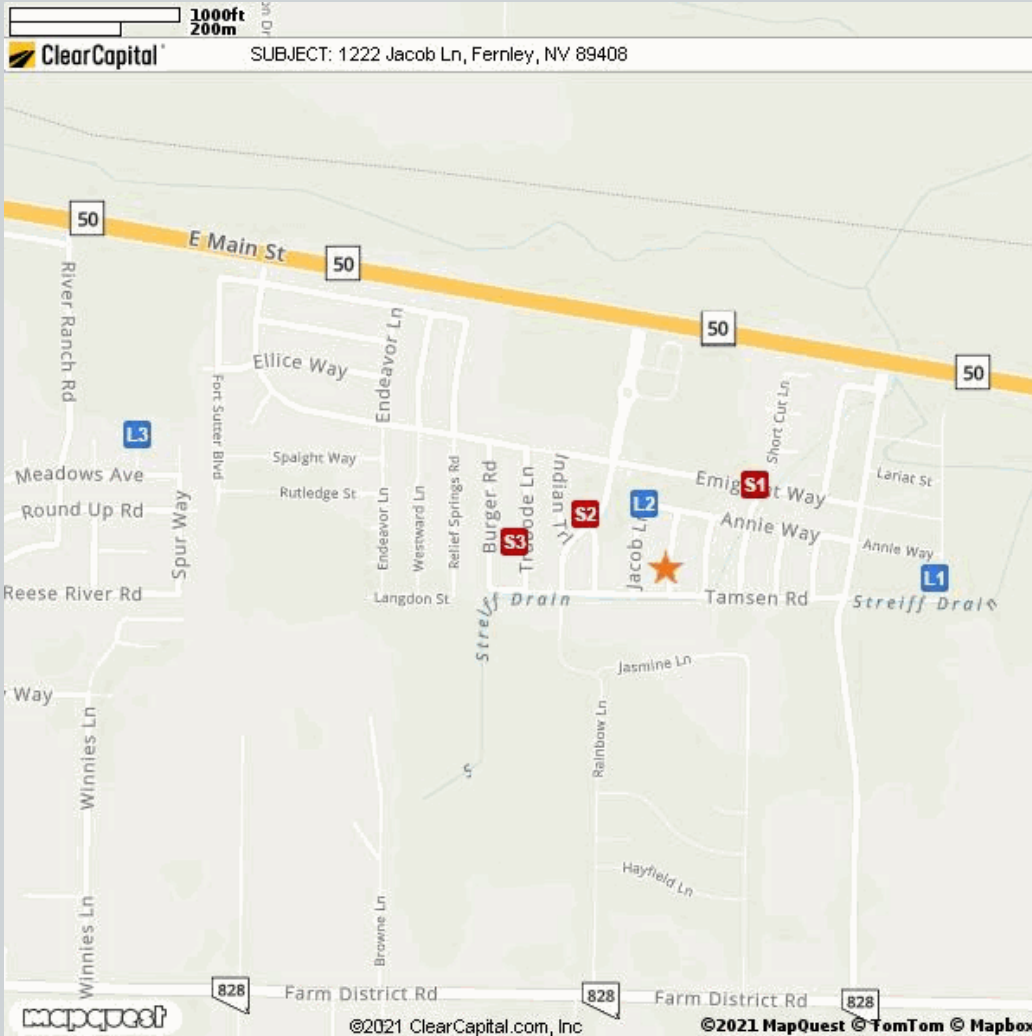 1000ft
200m
on Dr
ClearCapital
SUBJECT: 1222 Jacob Ln, Fernley, NV 89408
50
E Main St
50
50
50
River Ranch Rd
Ellice Way
Endeavor Ln
Fort Sutter Blvd
L3
Meadows Ave
Round Up Rd
Spur Way
Reese River Rd
Spaight Way
Rutledge St
Endeavor Ln
Westward Ln
Relief Springs Rd
Burger Rd
Indian Trl
S3
S2
L2
Jacob
S1
Short Cut Ln
Way
Lariat St
Annie Way
Annie Way
L1
Langdon St
Drain
Tamsen Rd
Streiff Drain
Streiff
Jasmine Ln
Way
Winnies Ln
Rainbow Ln
S
Hayfield Ln
Winnies Ln
Browne Ln
828
Farm District Rd
828
Farm District Rd
828
mapquest
©2021 ClearCapital.com, Inc
©2021 MapQuest © TomTom © Mapbo